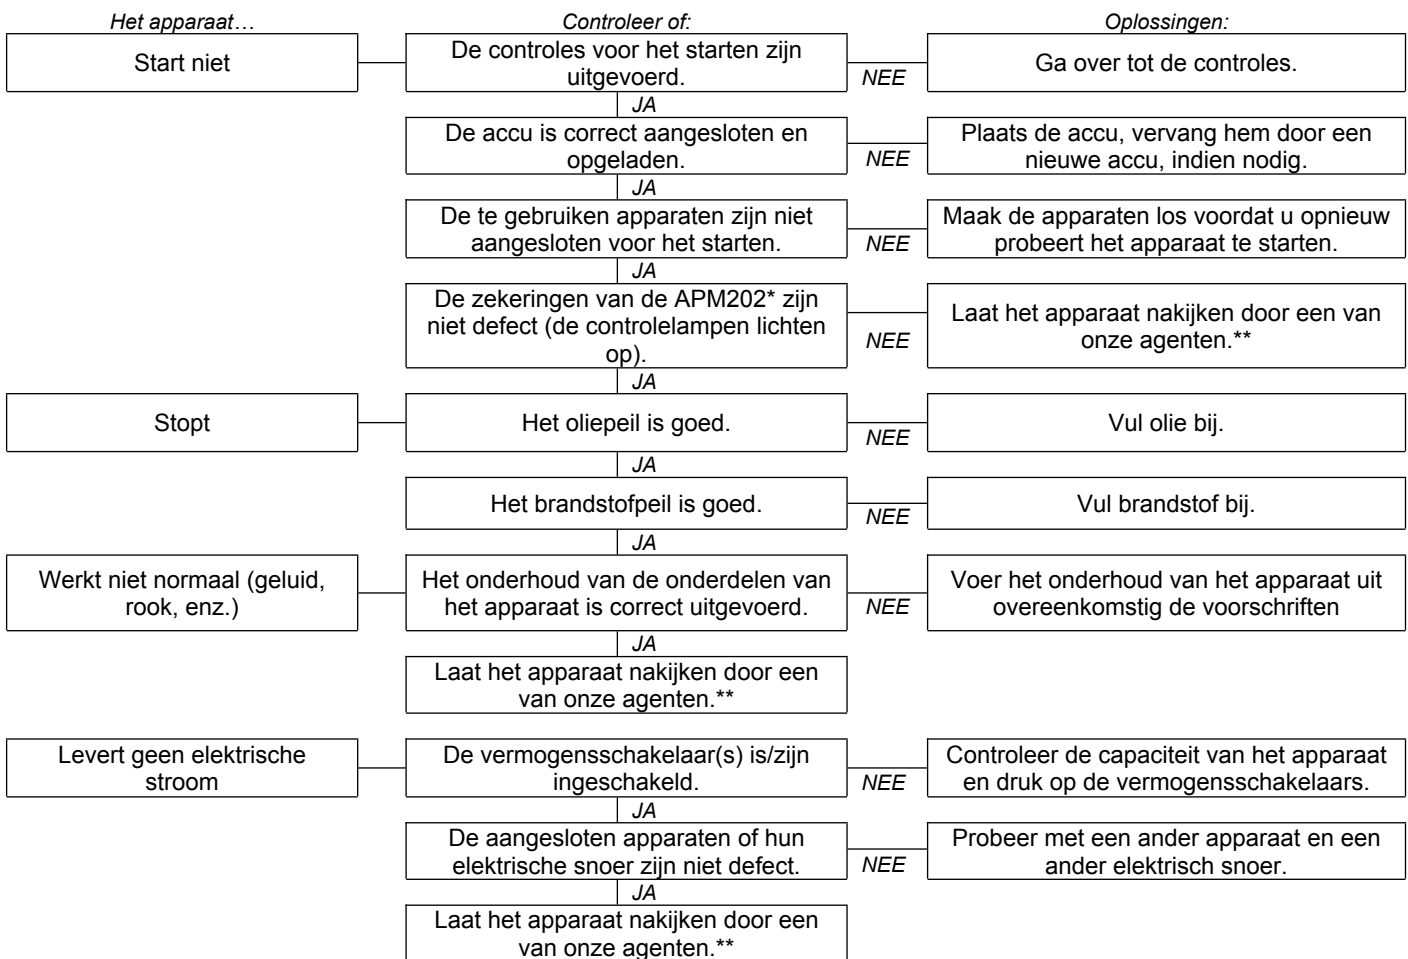 Het apparaat…
Controleer of:
Oplossingen:
Start niet
De controles voor het starten zijn
uitgevoerd.
NEE
Ga over tot de controles.
JA
De accu is correct aangesloten en
opgeladen.
NEE
Plaats de accu, vervang hem door een
nieuwe accu, indien nodig.
JA
De te gebruiken apparaten zijn niet
aangesloten voor het starten.
NEE
Maak de apparaten los voordat u opnieuw
probeert het apparaat te starten.
JA
De zekeringen van de APM202* zijn
niet defect (de controlelampen lichten
op).
NEE
Laat het apparaat nakijken door een van
onze agenten.**
JA
Stopt
Het oliepeil is goed.
NEE
Vul olie bij.
JA
Het brandstofpeil is goed.
NEE
Vul brandstof bij.
JA
Werkt niet normaal (geluid,
rook, enz.)
Het onderhoud van de onderdelen van
het apparaat is correct uitgevoerd.
NEE
Voer het onderhoud van het apparaat uit
overeenkomstig de voorschriften
JA
Laat het apparaat nakijken door een
van onze agenten.**
Levert geen elektrische
stroom
De vermogensschakelaar(s) is/zijn
ingeschakeld.
NEE
Controleer de capaciteit van het apparaat
en druk op de vermogensschakelaars.
JA
De aangesloten apparaten of hun
elektrische snoer zijn niet defect.
NEE
Probeer met een ander apparaat en een
ander elektrisch snoer.
JA
Laat het apparaat nakijken door een
van onze agenten.**